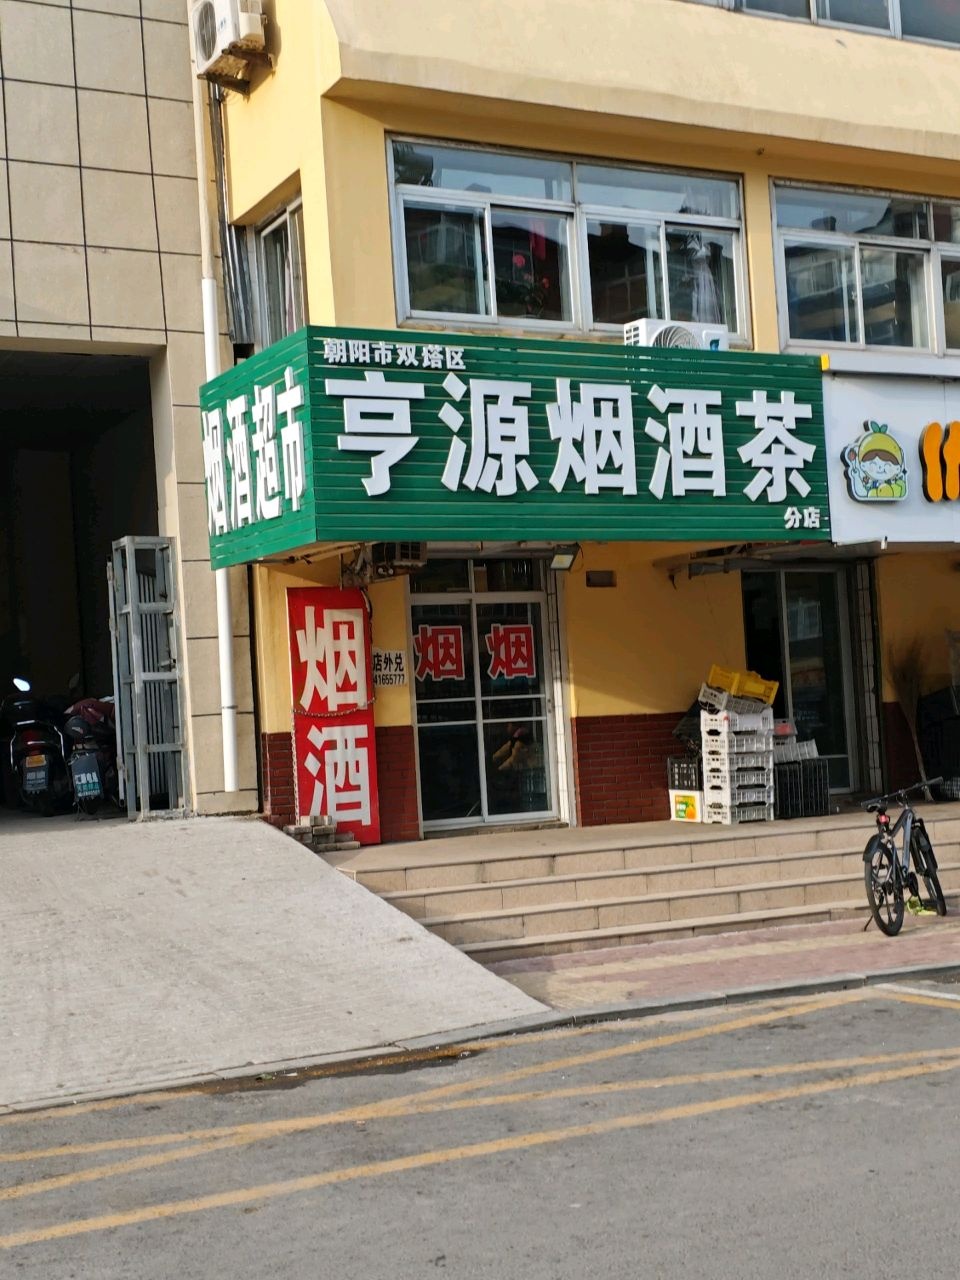 朝阳市双塔区
亨源烟酒茶
分店
烟酒超市
烟酒
店外兑
41655777
烟 烟